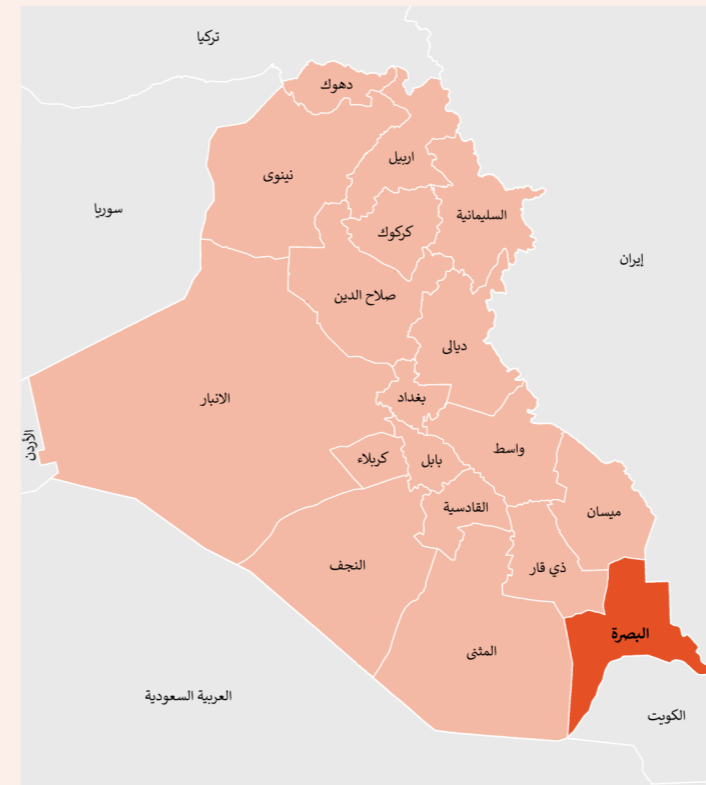 تركيا
دهوك
اربيل
نينوى
سوريا
السليمانية
كركوك
إيران
صلاح الدين
ديالى
الانبار
بغداد
الأردن
واسط
كربلاء
بابل
القادسية
ميسان
النجف
ذي قار
البصرة
المثنى
العربية السعودية
الكويت